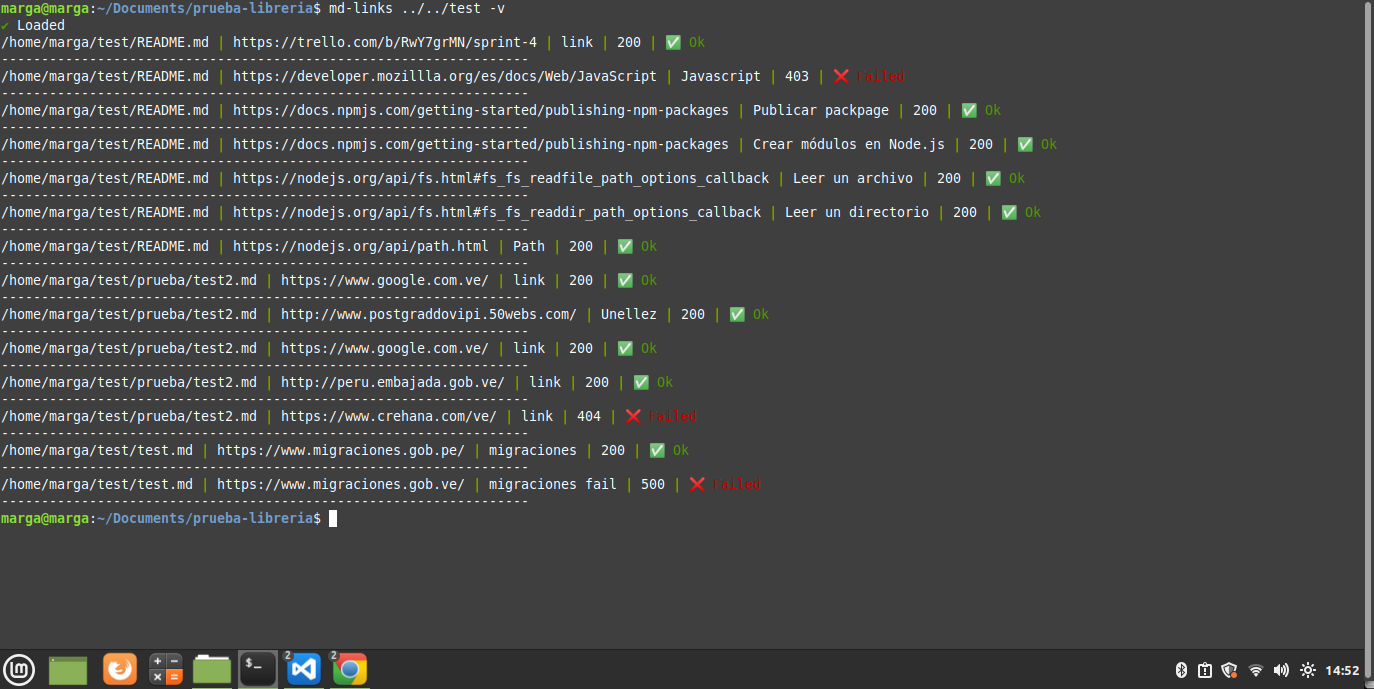 marga@marga:~/Documents/prueba-libreria$ md-links ../../test -v
✔ Loaded
/home/marga/test/README.md | https://trello.com/b/RwY7grMN/sprint-4 | link | 200 | ✅ Ok
------------------------------------------------------------------
/home/marga/test/README.md | https://developer.mozillla.org/es/docs/Web/JavaScript | Javascript | 403 | ❌ Failed
------------------------------------------------------------------
/home/marga/test/README.md | https://docs.npmjs.com/getting-started/publishing-npm-packages | Publicar packpage | 200 | ✅ Ok
------------------------------------------------------------------
/home/marga/test/README.md | https://docs.npmjs.com/getting-started/publishing-npm-packages | Crear módulos en Node.js | 200 | ✅ Ok
------------------------------------------------------------------
/home/marga/test/README.md | https://nodejs.org/api/fs.html#fs_fs_readfile_path_options_callback | Leer un archivo | 200 | ✅ Ok
------------------------------------------------------------------
/home/marga/test/README.md | https://nodejs.org/api/fs.html#fs_fs_readdir_path_options_callback | Leer un directorio | 200 | ✅ Ok
------------------------------------------------------------------
/home/marga/test/README.md | https://nodejs.org/api/path.html | Path | 200 | ✅ Ok
------------------------------------------------------------------
/home/marga/test/prueba/test2.md | https://www.google.com.ve/ | link | 200 | ✅ Ok
------------------------------------------------------------------
/home/marga/test/prueba/test2.md | http://www.postgraddovipi.50webs.com/ | Unellez | 200 | ✅ Ok
------------------------------------------------------------------
/home/marga/test/prueba/test2.md | https://www.google.com.ve/ | link | 200 | ✅ Ok
------------------------------------------------------------------
/home/marga/test/prueba/test2.md | http://peru.embajada.gob.ve/ | link | 200 | ✅ Ok
------------------------------------------------------------------
/home/marga/test/prueba/test2.md | https://www.crehana.com/ve/ | link | 404 | ❌ Failed
------------------------------------------------------------------
/home/marga/test/test.md | https://www.migraciones.gob.pe/ | migraciones | 200 | ✅ Ok
------------------------------------------------------------------
/home/marga/test/test.md | https://www.migraciones.gob.ve/ | migraciones fail | 500 | ❌ Failed
------------------------------------------------------------------
marga@marga:~/Documents/prueba-libreria$
$_ 2 2 14:52